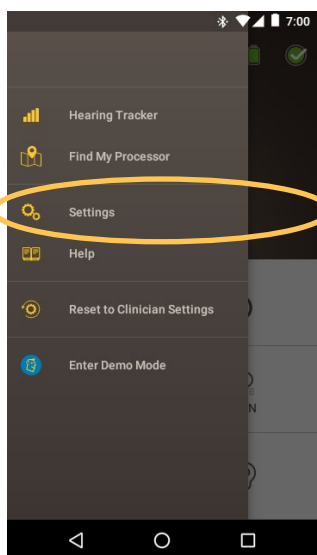 7:00
Hearing Tracker
Find My Processor
Settings
Help
Reset to Clinician Settings
Enter Demo Mode
N